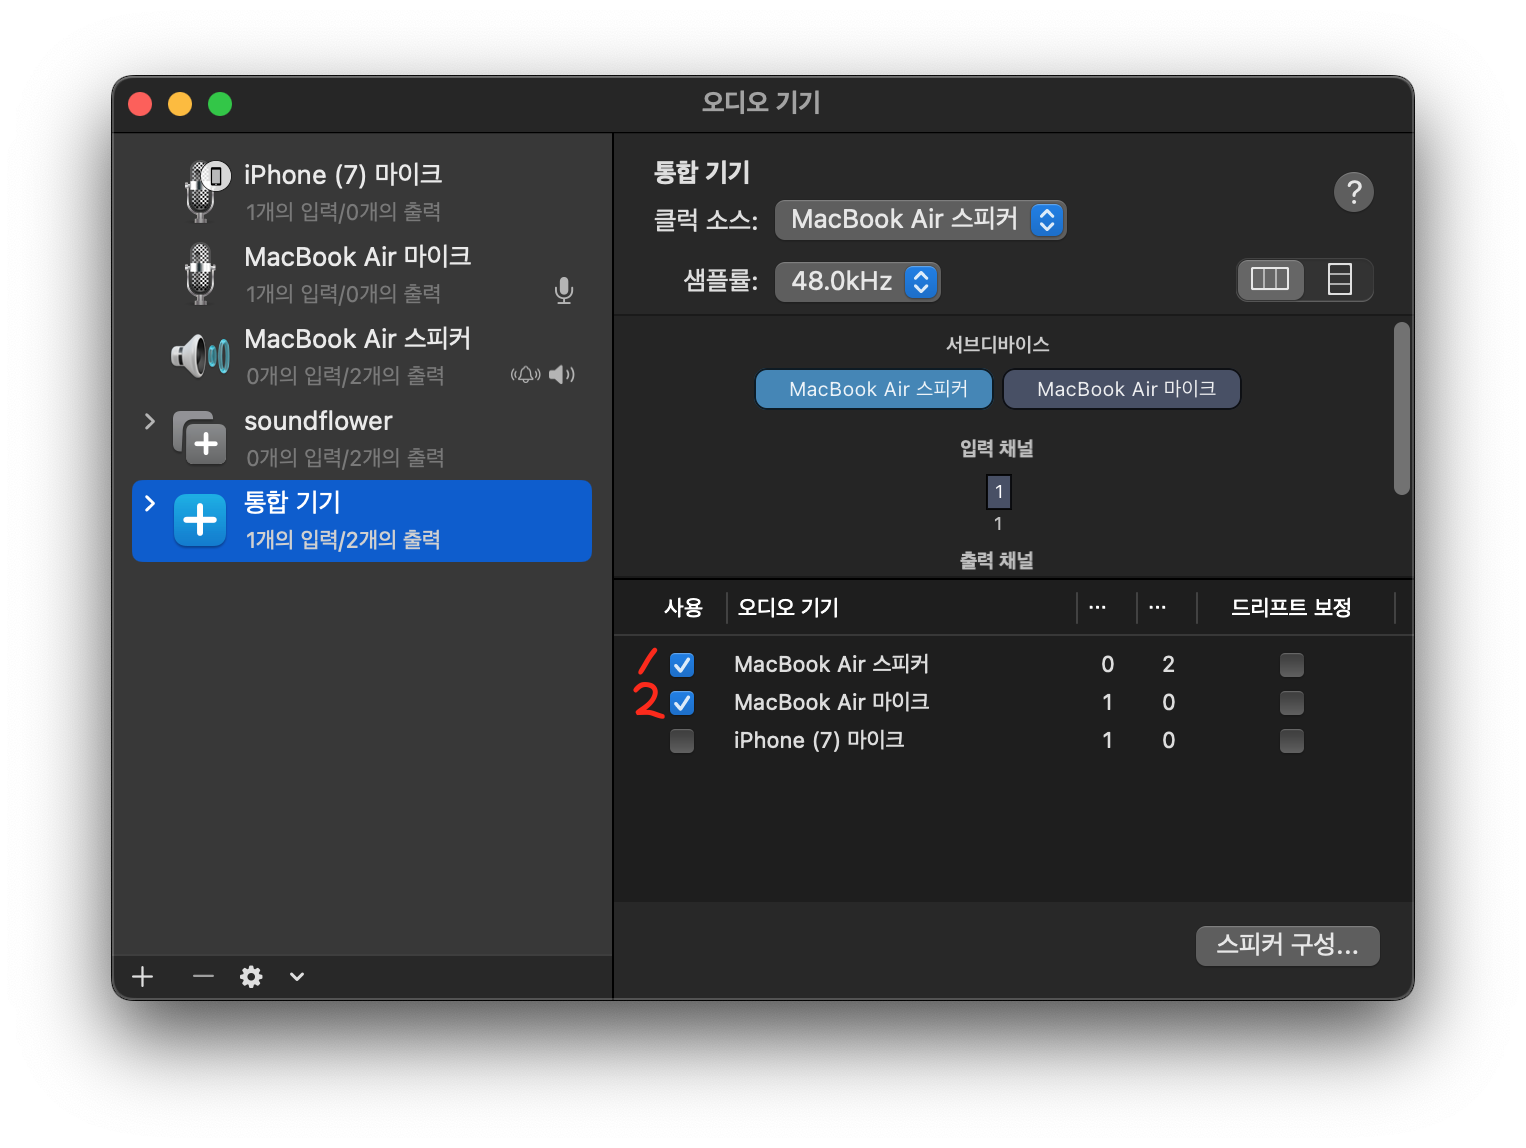 오디오 기기
iPhone (7) 마이크
1개의 입력/0개의 출력
MacBook Air 마이크
1개의 입력/0개의 출력
MacBook Air 스피커
0개의 입력/2개의 출력
soundflower
0개의 입력/2개의 출력
통합 기기
1개의 입력/2개의 출력
통합 기기
?
클럭 소스: MacBook Air 스피커
샘플률: 48.0kHz
서브디바이스
MacBook Air 스피커 MacBook Air 마이크
입력 채널
1
1
출력 채널
사용 오디오 기기 ... ... 드리프트 보정
1 MacBook Air 스피커 0 2
2 MacBook Air 마이크 1 0
iPhone (7) 마이크 1 0
스피커 구성...